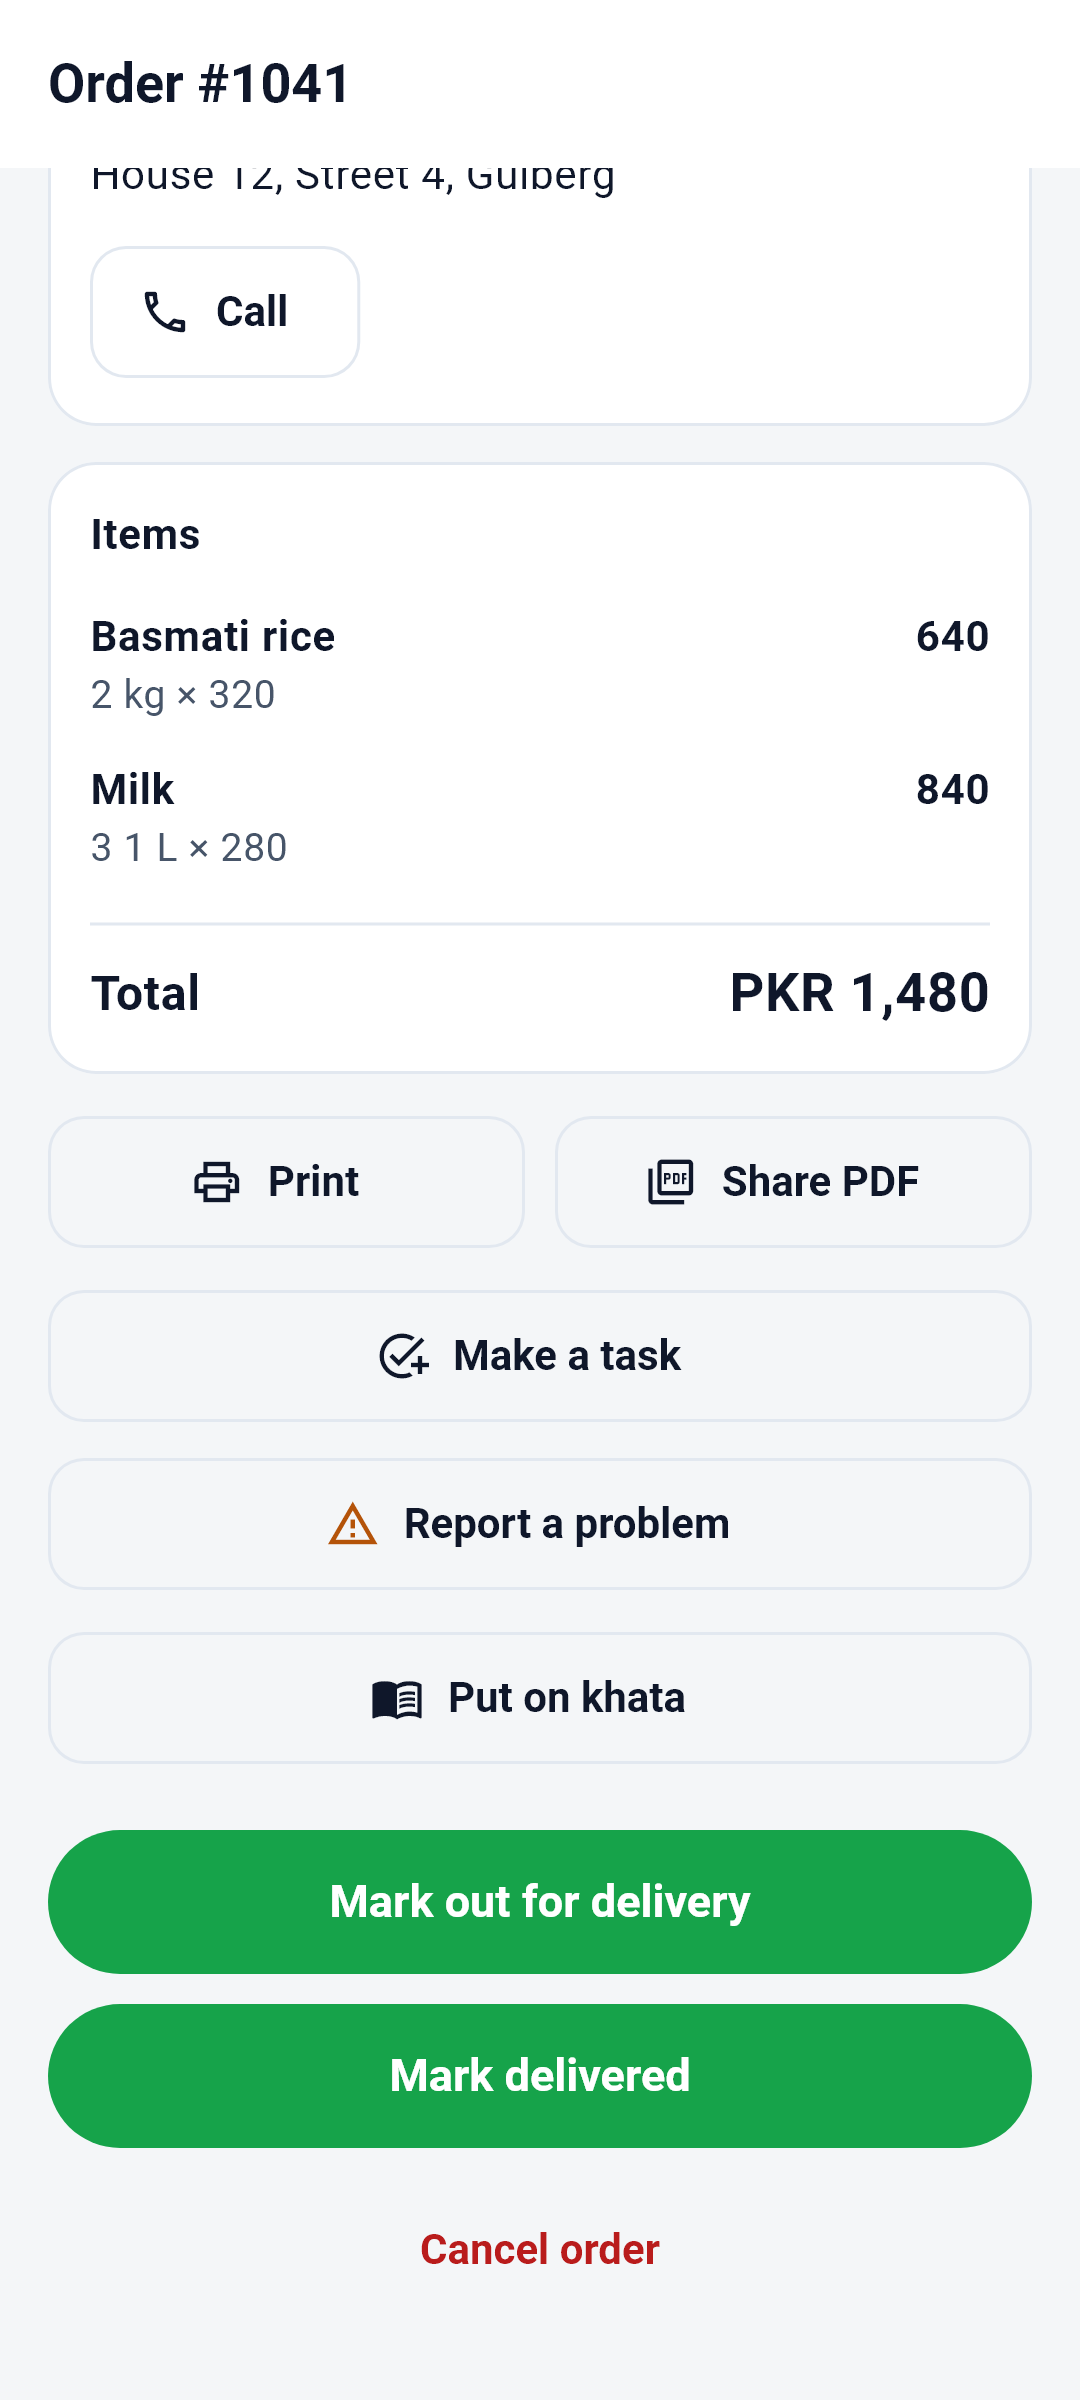 Order #1041
House 12, Street 4, Gulberg
Call
Items
Basmati rice 640
2 kg × 320
Milk 840
3 1 L × 280
Total PKR 1,480
Print
PDF Share PDF
Make a task
Report a problem
Put on khata
Mark out for delivery
Mark delivered
Cancel order